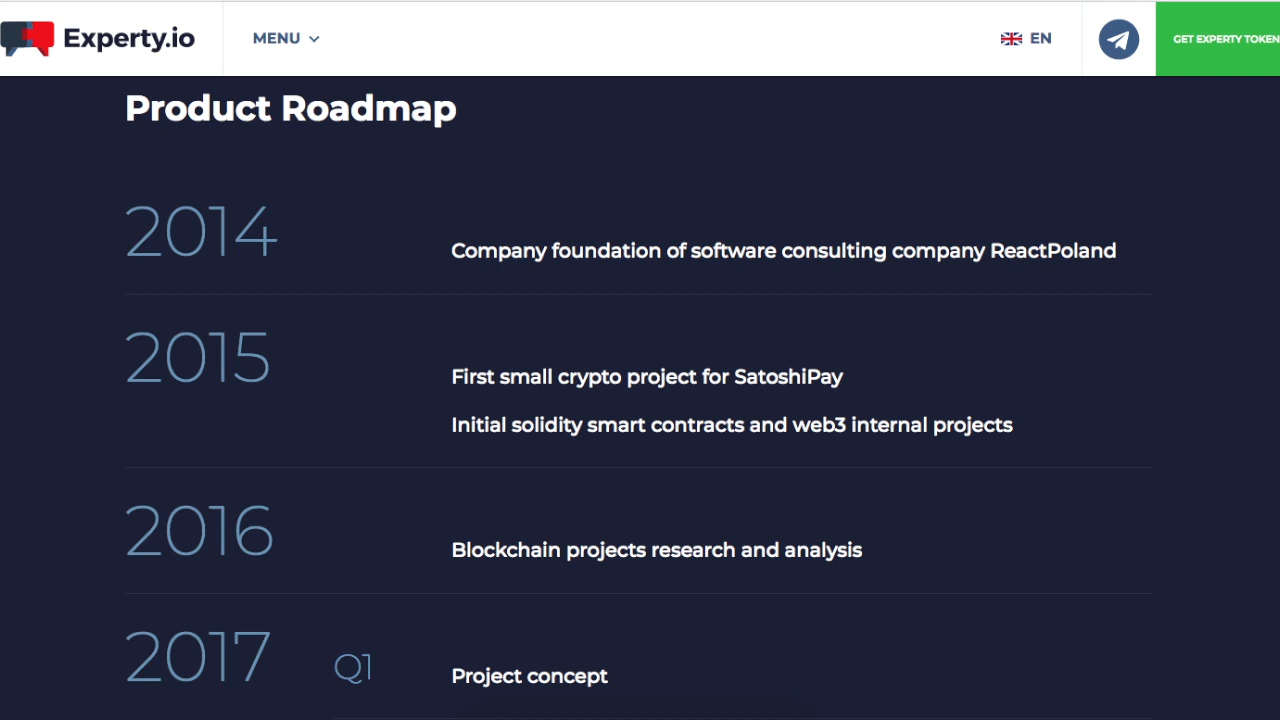 Experty.io
MENU
EN
GET EXPERTY TOKEN
Product Roadmap
2014
Company foundation of software consulting company ReactPoland
2015
First small crypto project for SatoshiPay
Initial solidity smart contracts and web3 internal projects
2016
Blockchain projects research and analysis
2017
Q1
Project concept